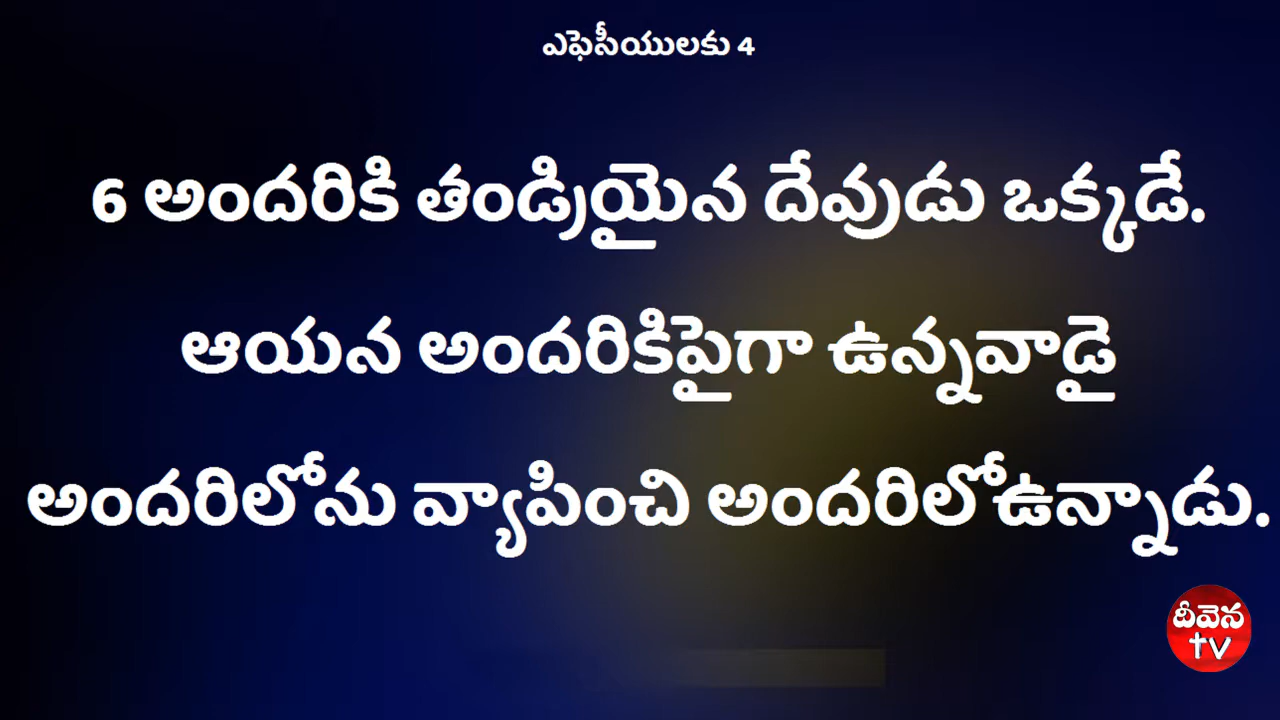 ఎఫెసీయులకు 4
6 అందరికి తండ్రియైన దేవుడు ఒక్కడే.
ఆయన అందరికిపైగా ఉన్నవాడై
అందరిలోను వ్యాపించి అందరిలోఉన్నాడు.
దీవెన
tv